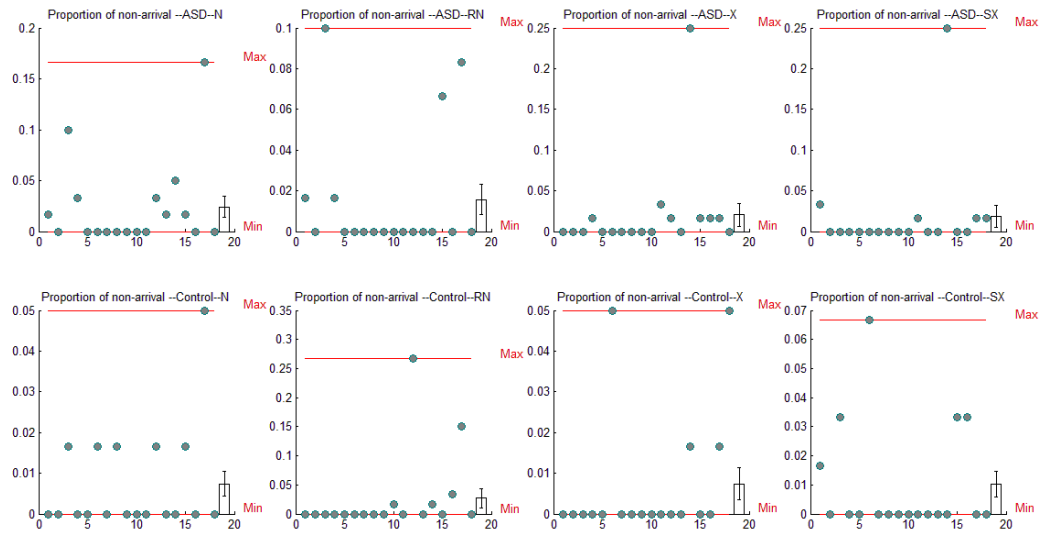 Proportion of non-arrival --ASD--N
Max
0.2
0.15
0.1
0.05
0
Min
0 5 10 15 20
Proportion of non-arrival --ASD--RN
Max
0.1
0.08
0.06
0.04
0.02
0
Min
0 5 10 15 20
Proportion of non-arrival --ASD--X
Max
0.25
0.2
0.15
0.1
0.05
0
Min
0 5 10 15 20
Proportion of non-arrival --ASD--SX
Max
0.25
0.2
0.15
0.1
0.05
0
Min
0 5 10 15 20
Proportion of non-arrival --Control--N
Max
0.05
0.04
0.03
0.02
0.01
0
Min
0 5 10 15 20
Proportion of non-arrival --Control--RN
0.35
0.3
Max
0.25
0.2
0.15
0.1
0.05
0
Min
0 5 10 15 20
Proportion of non-arrival --Control--X
Max
0.05
0.04
0.03
0.02
0.01
0
Min
0 5 10 15 20
Proportion of non-arrival --Control--SX
0.07
Max
0.06
0.05
0.04
0.03
0.02
0.01
0
Min
0 5 10 15 20